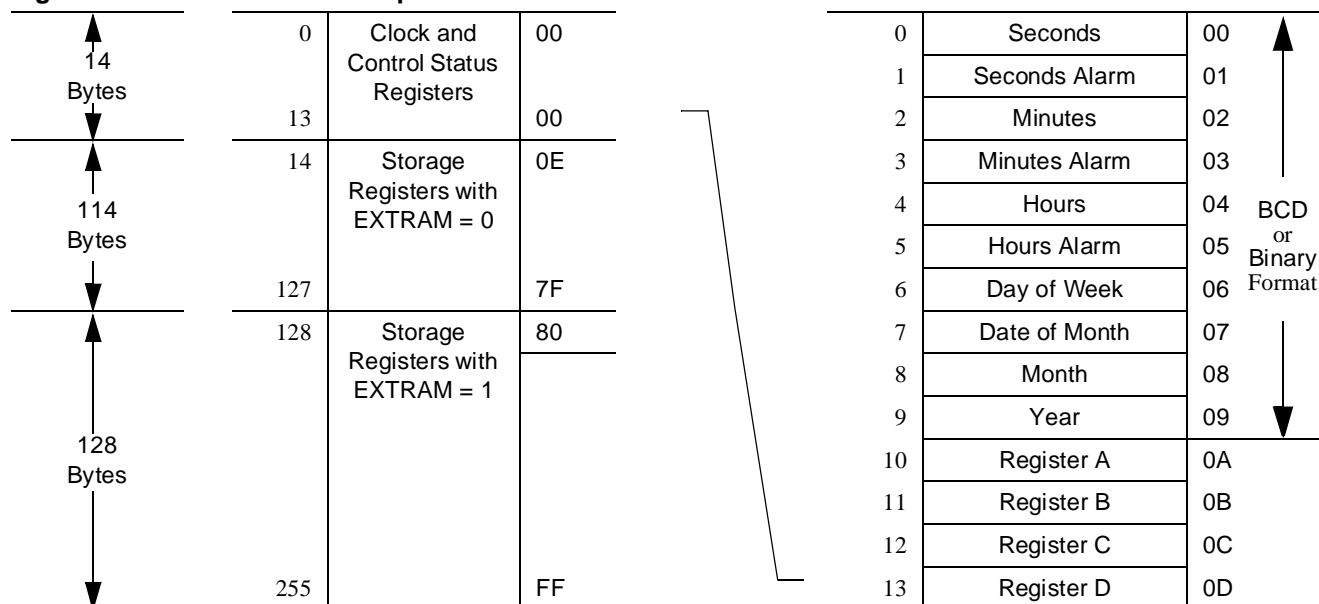 14
Bytes
114
Bytes
128
Bytes
0 Clock and 00
Control Status
Registers
13 00
14 Storage 0E
Registers with
EXTRAM = 0
127 7F
128 Storage 80
Registers with
EXTRAM = 1
255 FF
0 Seconds 00
1 Seconds Alarm 01
2 Minutes 02
3 Minutes Alarm 03
4 Hours 04
5 Hours Alarm 05
6 Day of Week 06
7 Date of Month 07
8 Month 08
9 Year 09
10 Register A 0A
11 Register B 0B
12 Register C 0C
13 Register D 0D
BCD
or
Binary
Format